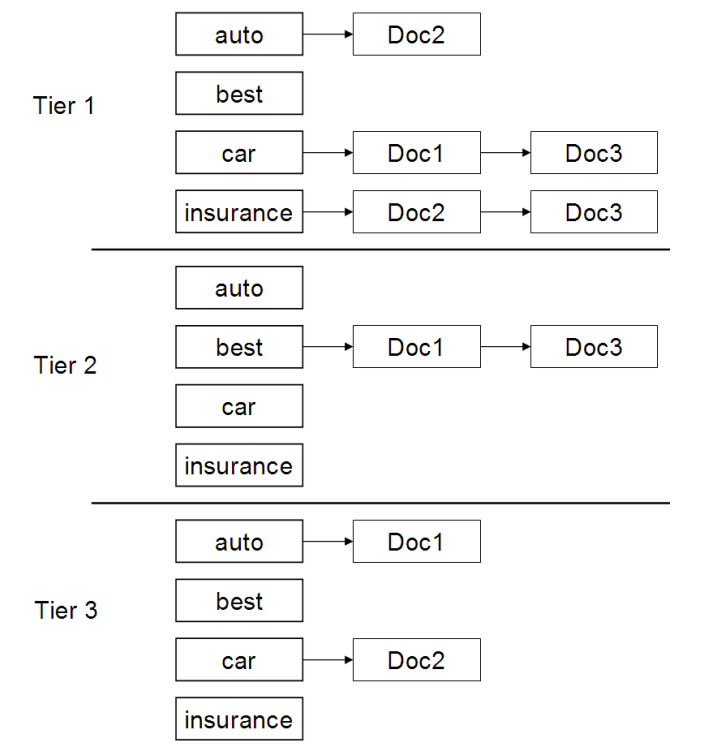 auto Doc2
Tier 1
best
car Doc1 Doc3
insurance Doc2 Doc3
auto
best Doc1 Doc3
Tier 2
car
insurance
auto Doc1
best
Tier 3
car Doc2
insurance